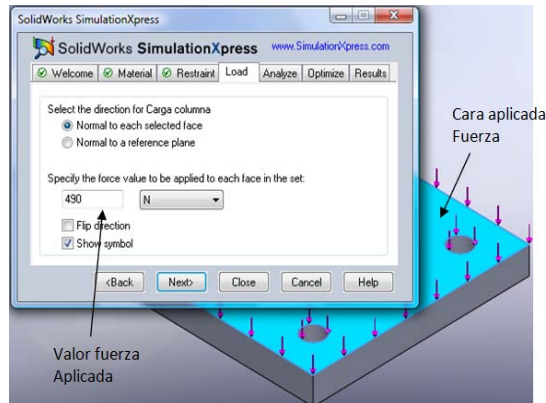 SolidWorks SimulationXpress
SolidWorks SimulationXpress www.SimulationXpress.com
Welcome Material Restraint Load Analyze Optimize Results
Select the direction for Carga columna
Normal to each selected face
Normal to a reference plane
Specify the force value to be applied to each face in the set:
490 N
Flip direction
Show symbol
<Back Next> Close Cancel Help
Cara aplicada
Fuerza
Valor fuerza
Aplicada